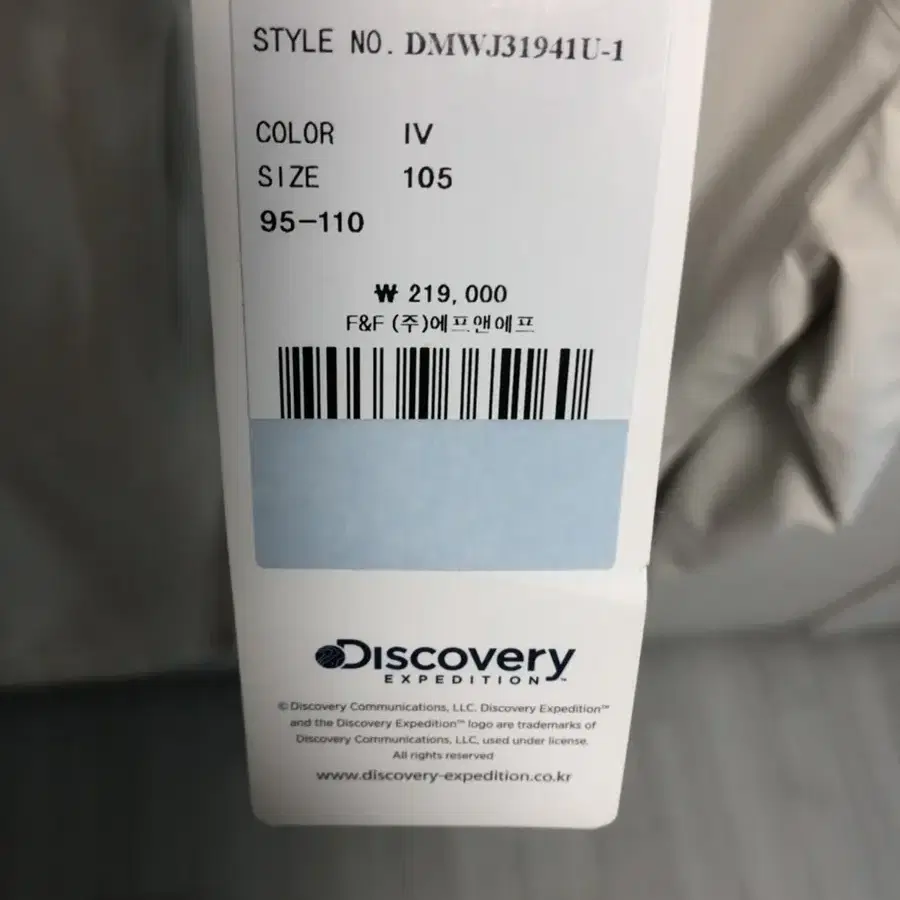 STYLE NO. DMWJ31941U-1
COLOR IV
SIZE 105
95-110
₩ 219,000
F&F (주)에프앤에프
Discovery
EXPEDITION™
© Discovery Communications, LLC. Discovery Expedition™
and the Discovery Expedition™ logo are trademarks of
Discovery Communications, LLC, used under license.
All rights reserved
www.discovery-expedition.co.kr